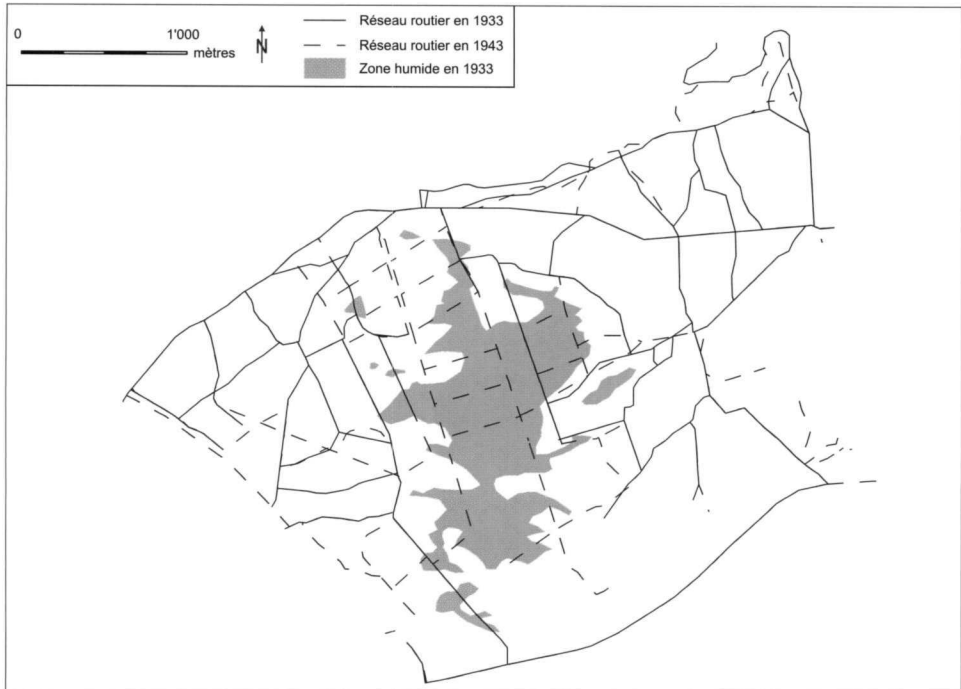 0 1'000
mètres
N
Réseau routier en 1933
Réseau routier en 1943
Zone humide en 1933